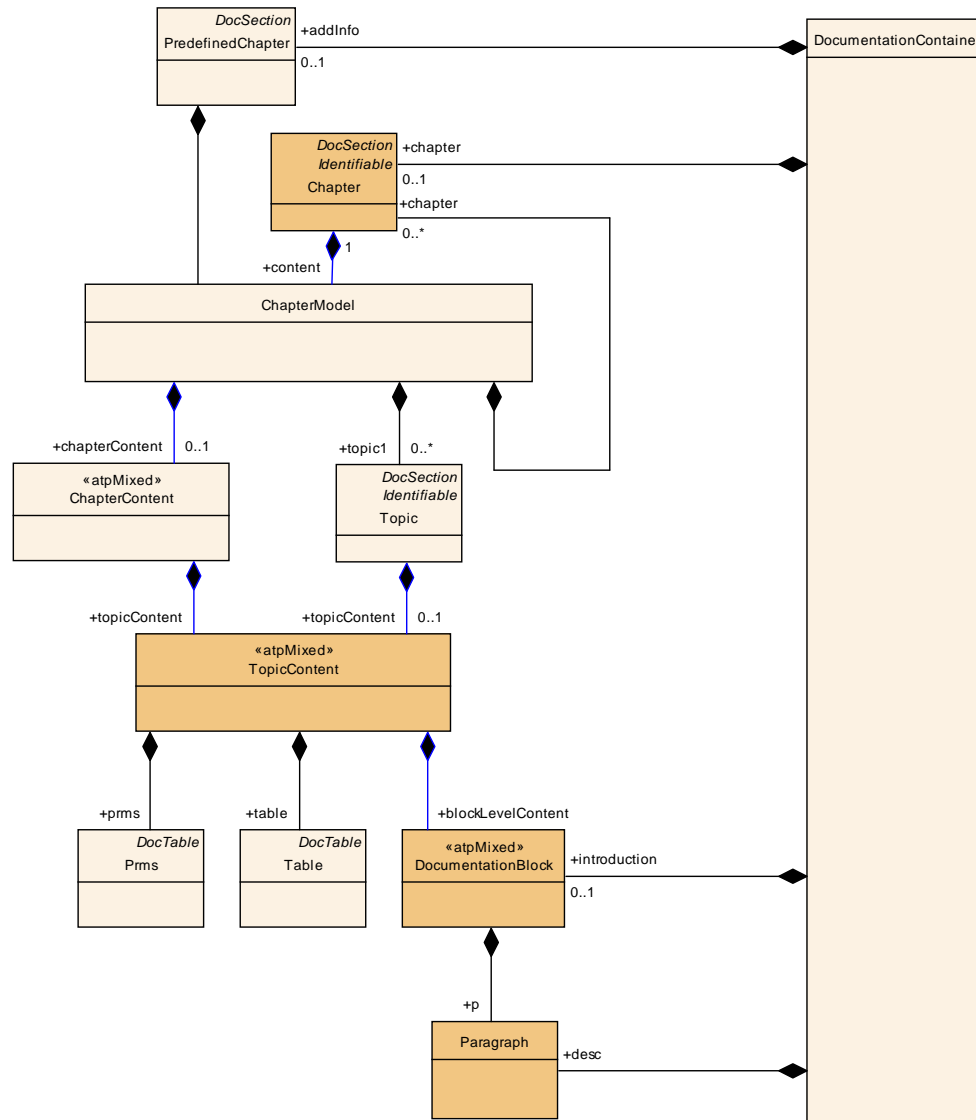 DocSection
PredefinedChapter
+addInfo
0..1
DocumentationContaine
DocSection
Identifiable
Chapter
+chapter
0..1
+chapter
0..*
1
+content
ChapterModel
+chapterContent
0..1
+topic1
0..*
«atpMixed»
ChapterContent
DocSection
Identifiable
Topic
+topicContent
+topicContent
0..1
«atpMixed»
TopicContent
+prms
+table
+blockLevelContent
DocTable
Prms
DocTable
Table
«atpMixed»
DocumentationBlock
+introduction
0..1
+p
Paragraph
+desc